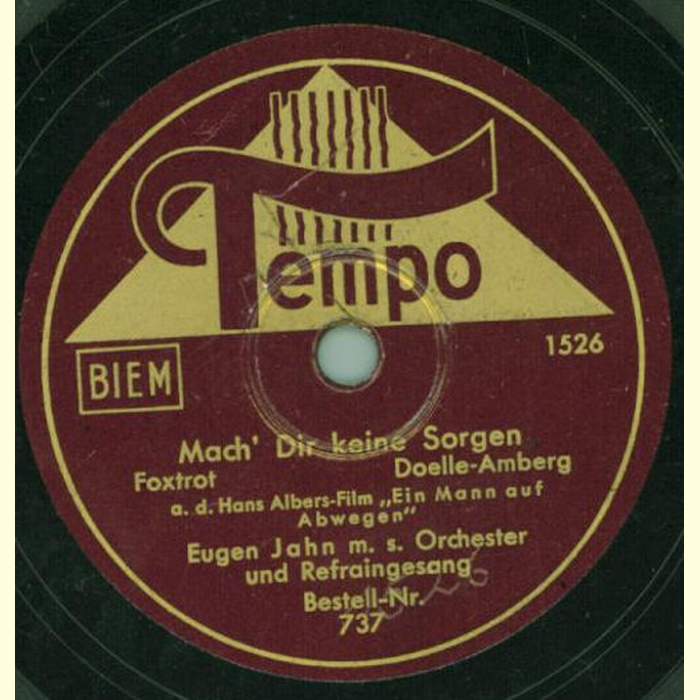 Tempo
1526
BIEM
Mach' Dir keine Sorgen
Foxtrot Doelle-Amberg
a. d. Hans Albers-Film „Ein Mann auf
Abwegen“
Eugen Jahn m. s. Orchester
und Refraingesang
Bestell-Nr.
737